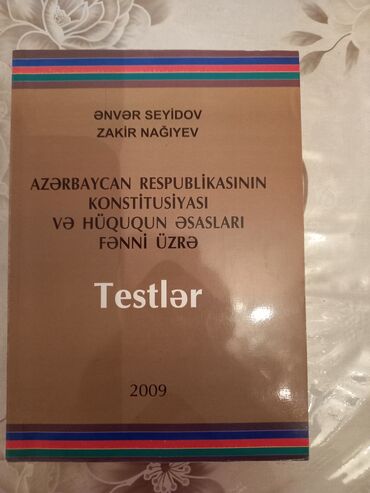 ƏNVƏR SEYİDOV
ZAKİR NAĞIYEV
AZƏRBAYCAN RESPUBLİKASININ
KONSTİTUSİYASI
VƏ HÜQUQUN ƏSASLARI
FƏNNİ ÜZRƏ
Testlər
2009